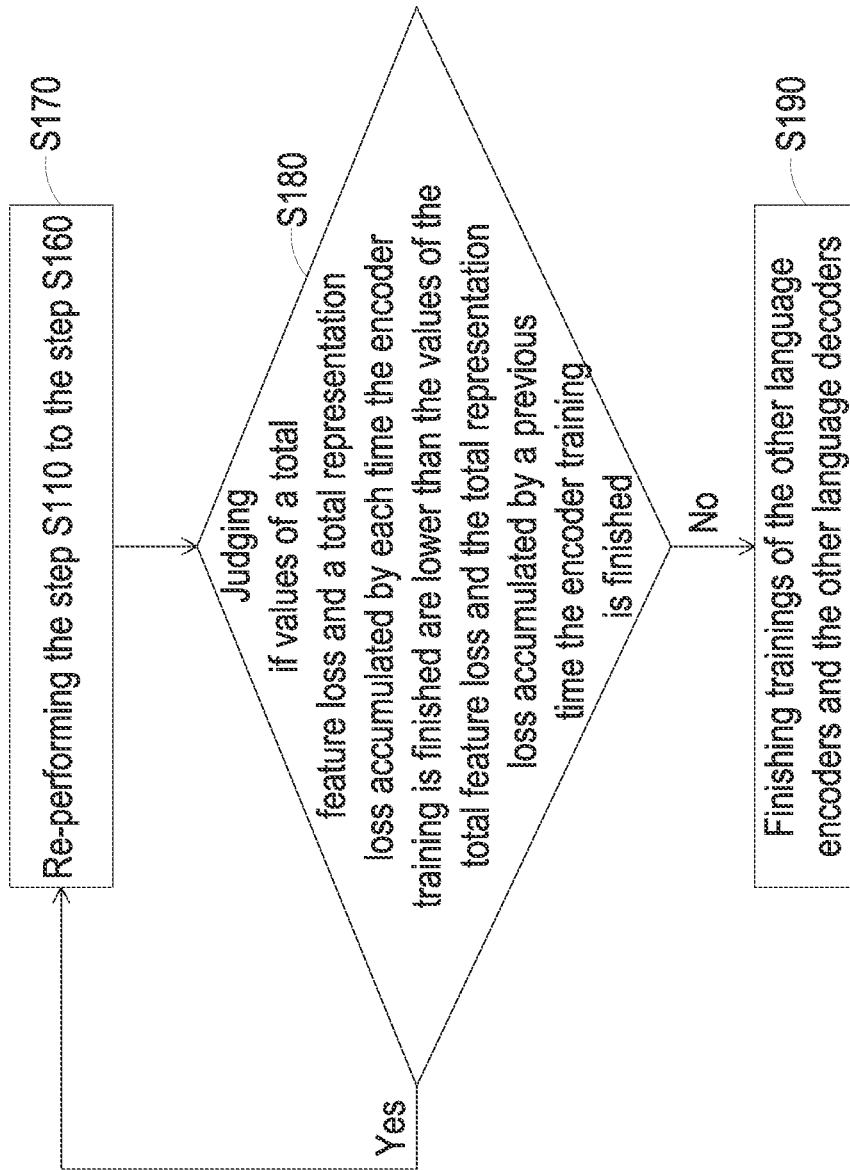 Re-performing the step S110 to the step S160
S170
Judging
if values of a total
feature loss and a total representation
loss accumulated by each time the encoder
training is finished are lower than the values of the
total feature loss and the total representation
loss accumulated by a previous
time the encoder training
is finished
S180
Yes
No
Finishing trainings of the other language
encoders and the other language decoders
S190